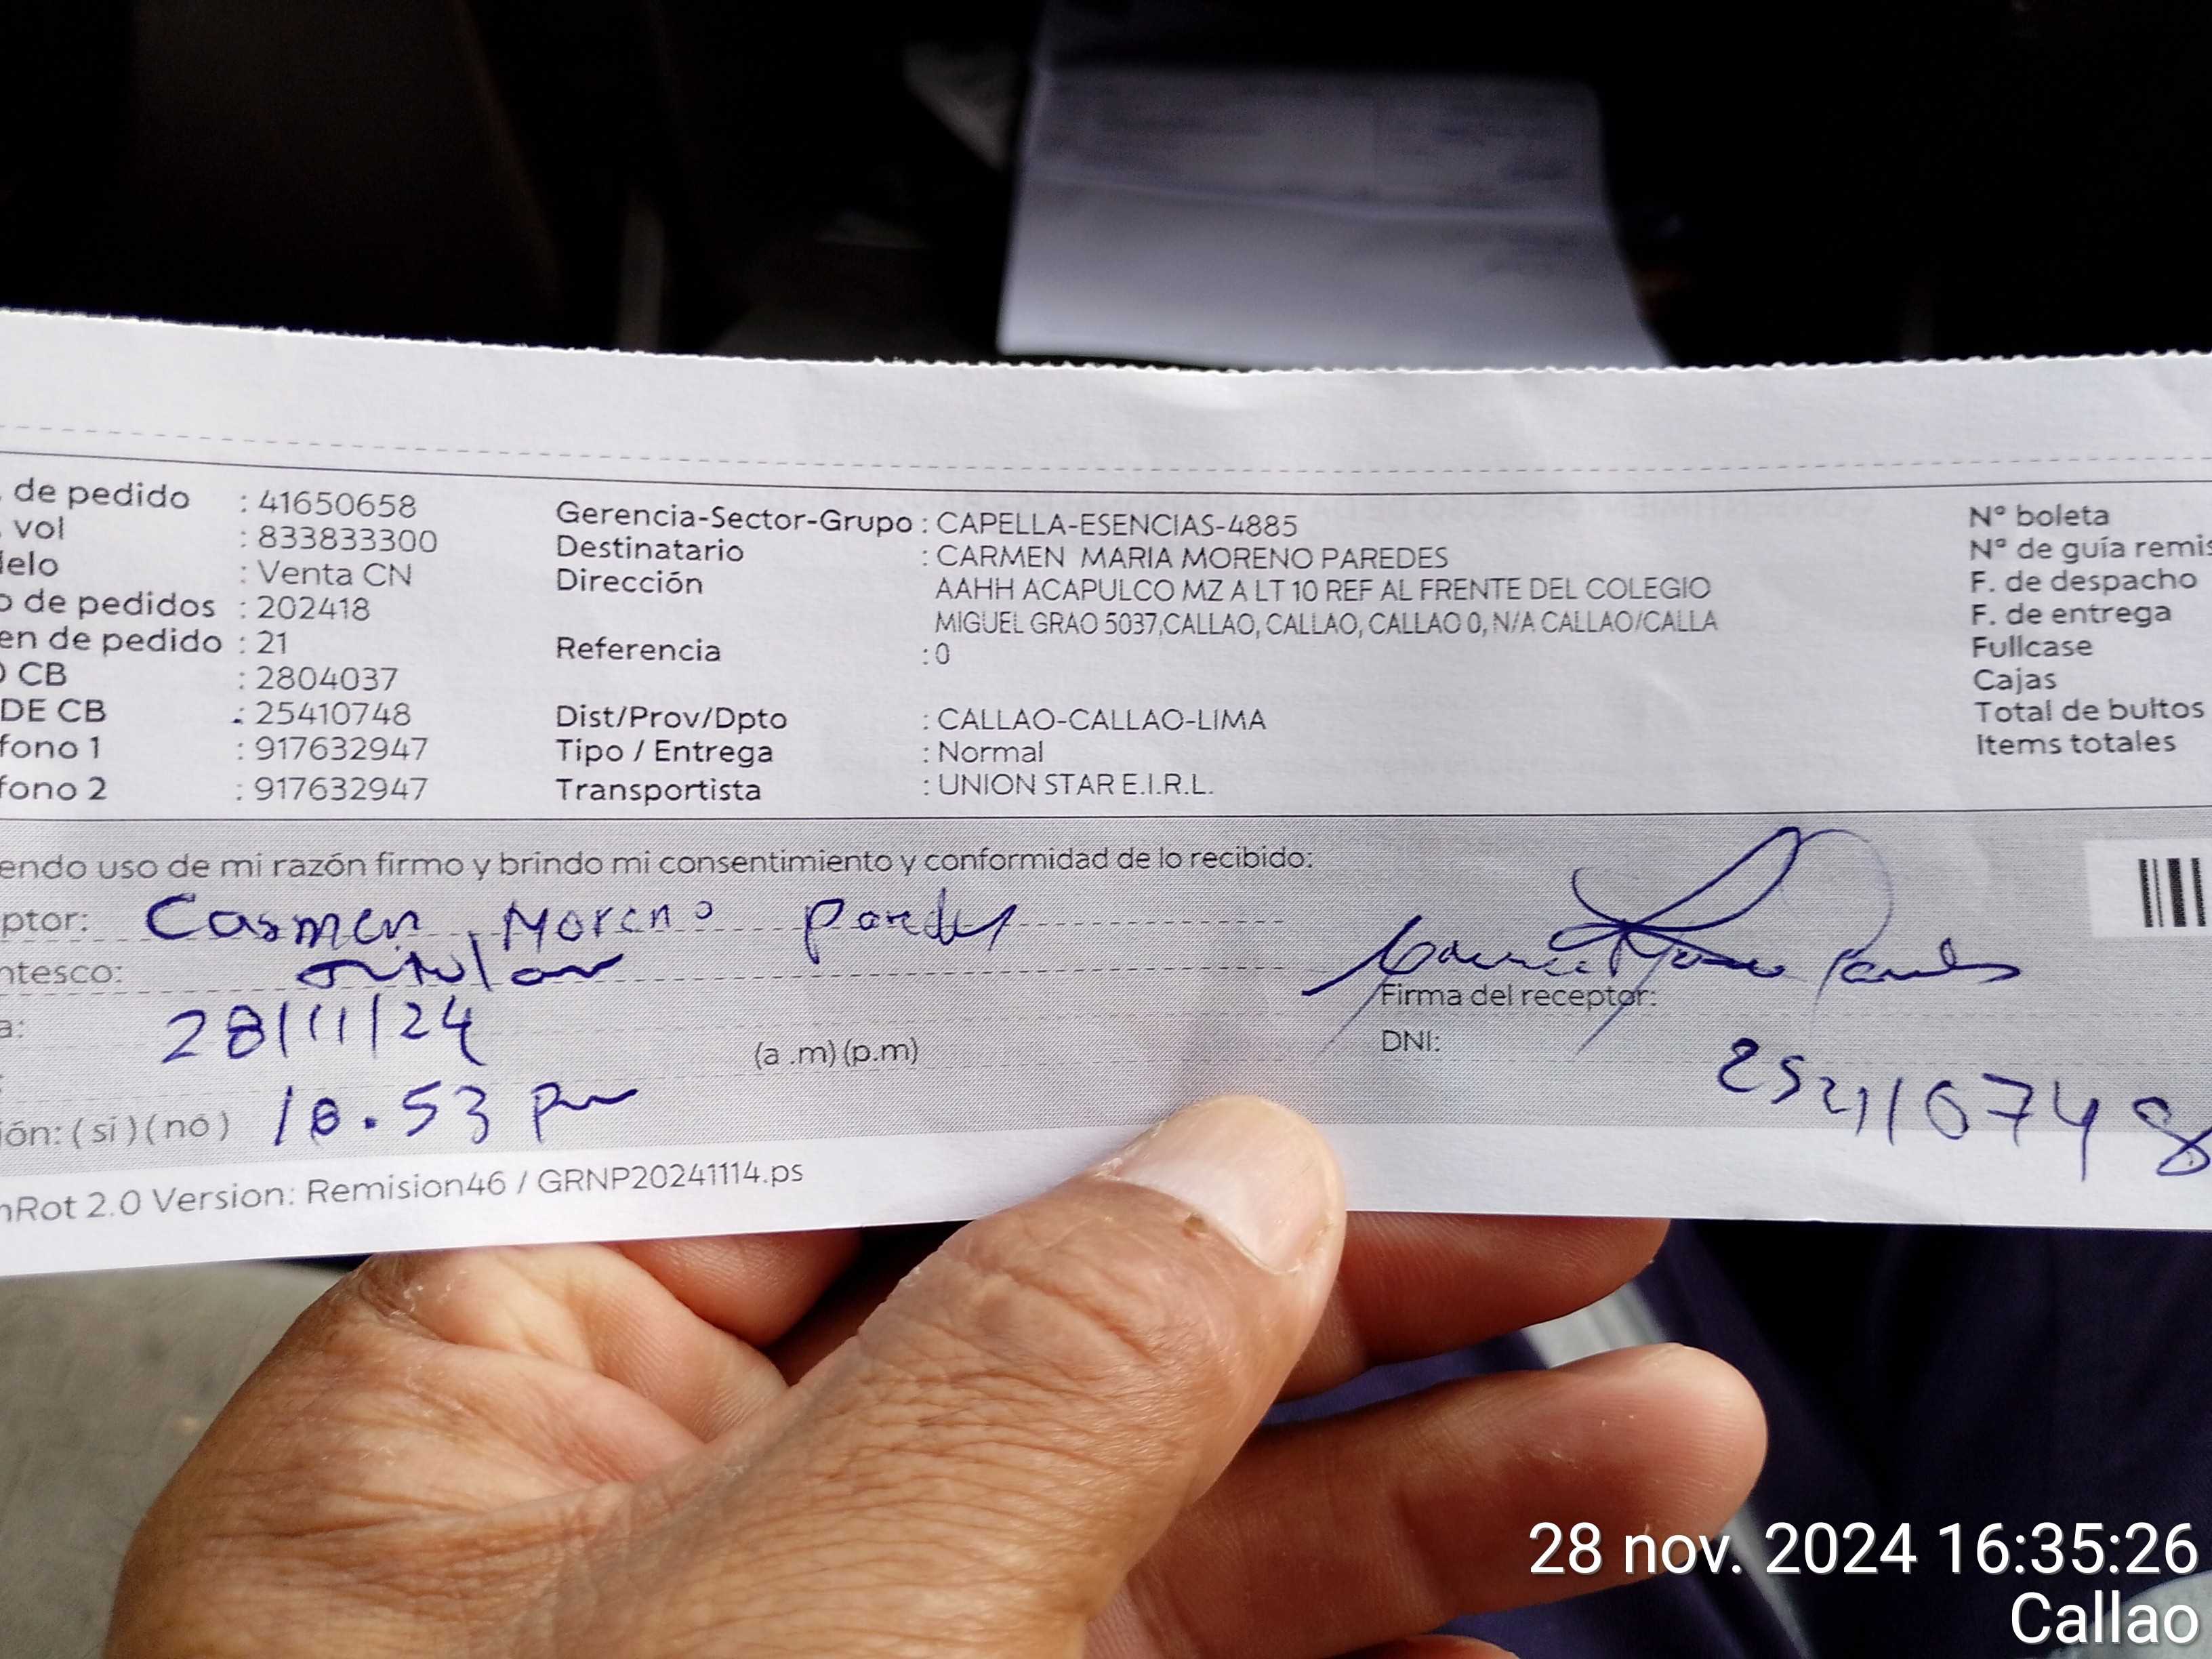 . de pedido : 41650658
. vol : 833833300
delo : Venta CN
o de pedidos : 202418
en de pedido : 21
O CB : 2804037
DE CB : 25410748
fono 1 : 917632947
fono 2 : 917632947
Gerencia-Sector-Grupo : CAPELLA-ESENCIAS-4885
Destinatario : CARMEN MARIA MORENO PAREDES
Dirección AAHH ACAPULCO MZ A LT 10 REF AL FRENTE DEL COLEGIO
MIGUEL GRAO 5037,CALLAO, CALLAO, CALLAO 0, N/A CALLAO/CALLA
Referencia : 0
Dist/Prov/Dpto : CALLAO-CALLAO-LIMA
Tipo / Entrega : Normal
Transportista : UNION STAR E.I.R.L.
N° boleta
N° de guía remis
F. de despacho
F. de entrega
Fullcase
Cajas
Total de bultos
Items totales
endo uso de mi razón firmo y brindo mi consentimiento y conformidad de lo recibido:
ptor: Carmen Moreno Paredes
ntesco: titular
a: 28/11/24
(a .m) (p.m)
ión: ( sí ) ( no ) 10.53 pm
Firma del receptor:
DNI: 25410748
nRot 2.0 Version: Remision46 / GRNP20241114.ps
28 nov. 2024 16:35:26
Callao